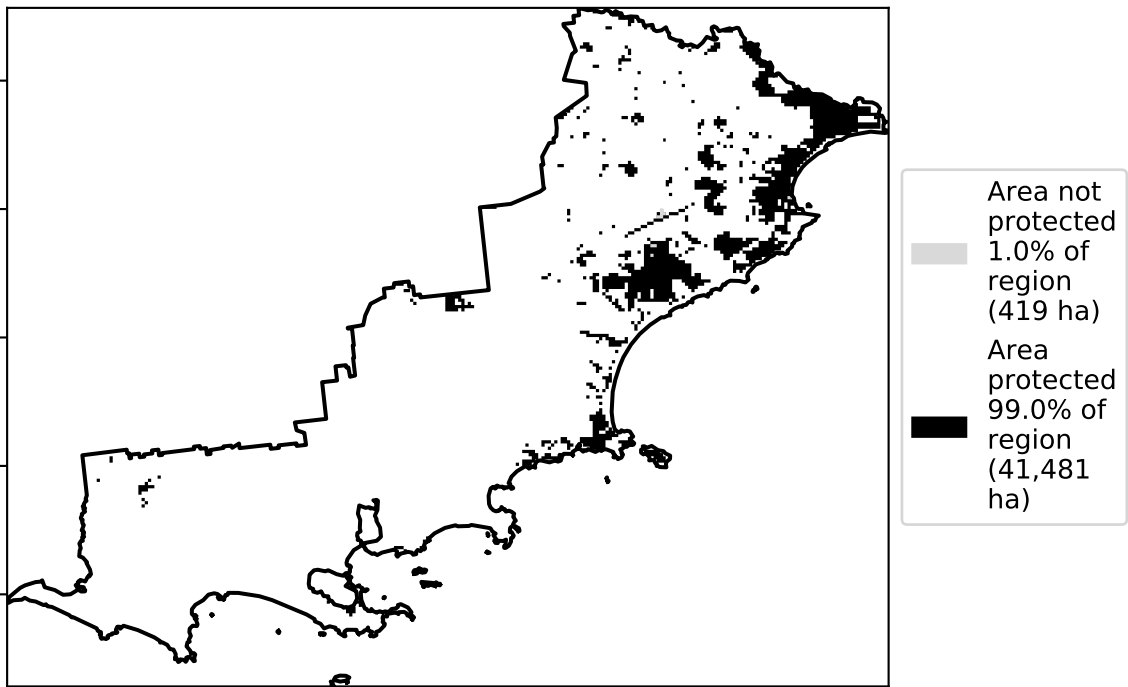 Area not
protected
1.0% of
region
(419 ha)
Area
protected
99.0% of
region
(41,481
ha)